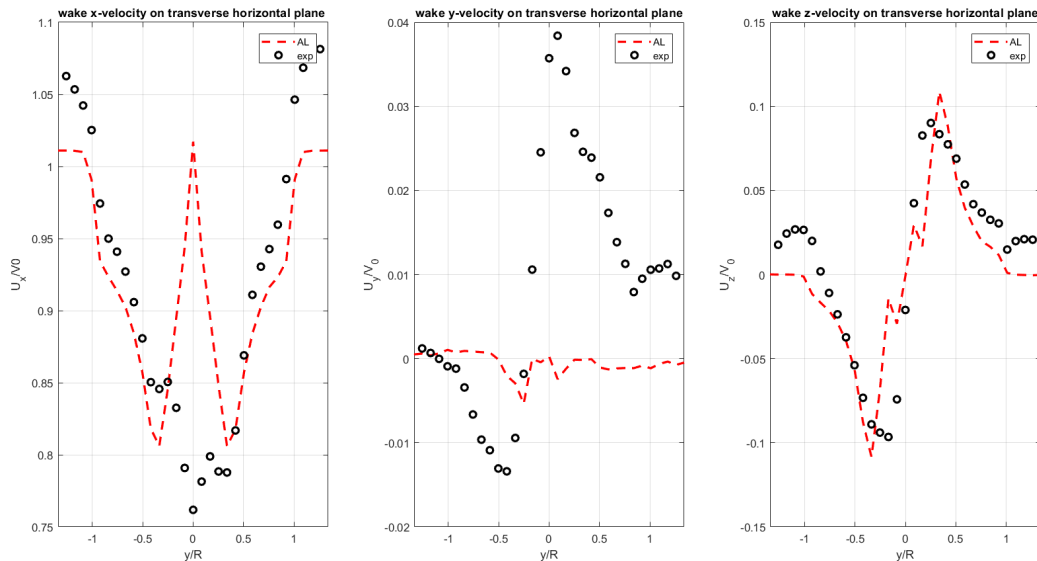 wake x-velocity on transverse horizontal plane
1.1
1.05
1
0.95
0.9
0.85
0.8
0.75
U_x/V0
-1
-0.5
0
0.5
1
y/R
AL
exp
wake y-velocity on transverse horizontal plane
0.04
0.03
0.02
0.01
0
-0.01
-0.02
U_y/V_0
-1
-0.5
0
0.5
1
y/R
AL
exp
wake z-velocity on transverse horizontal plane
0.15
0.1
0.05
0
-0.05
-0.1
-0.15
U_z/V_0
-1
-0.5
0
0.5
1
y/R
AL
exp